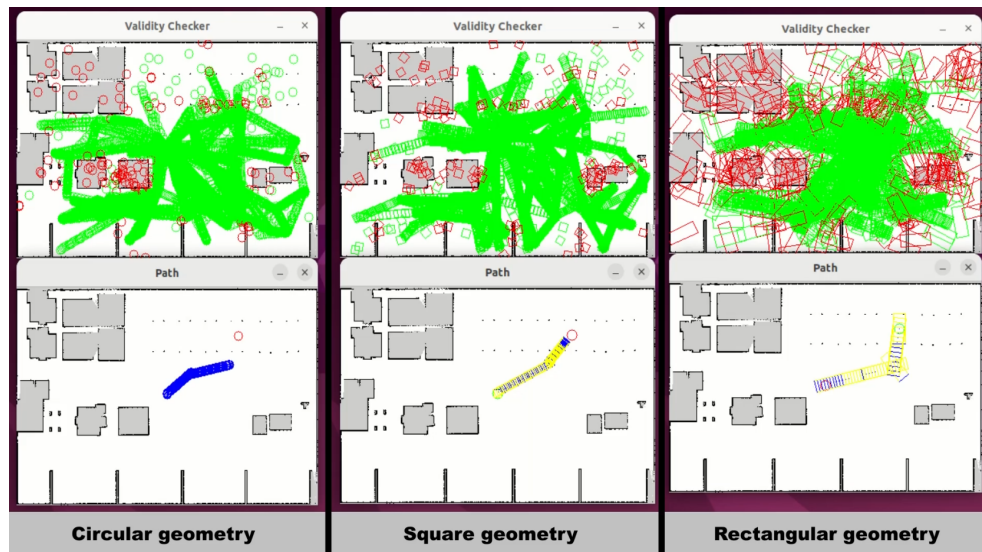 Validity Checker
Validity Checker
Validity Checker
Path
Path
Path
Circular geometry
Square geometry
Rectangular geometry